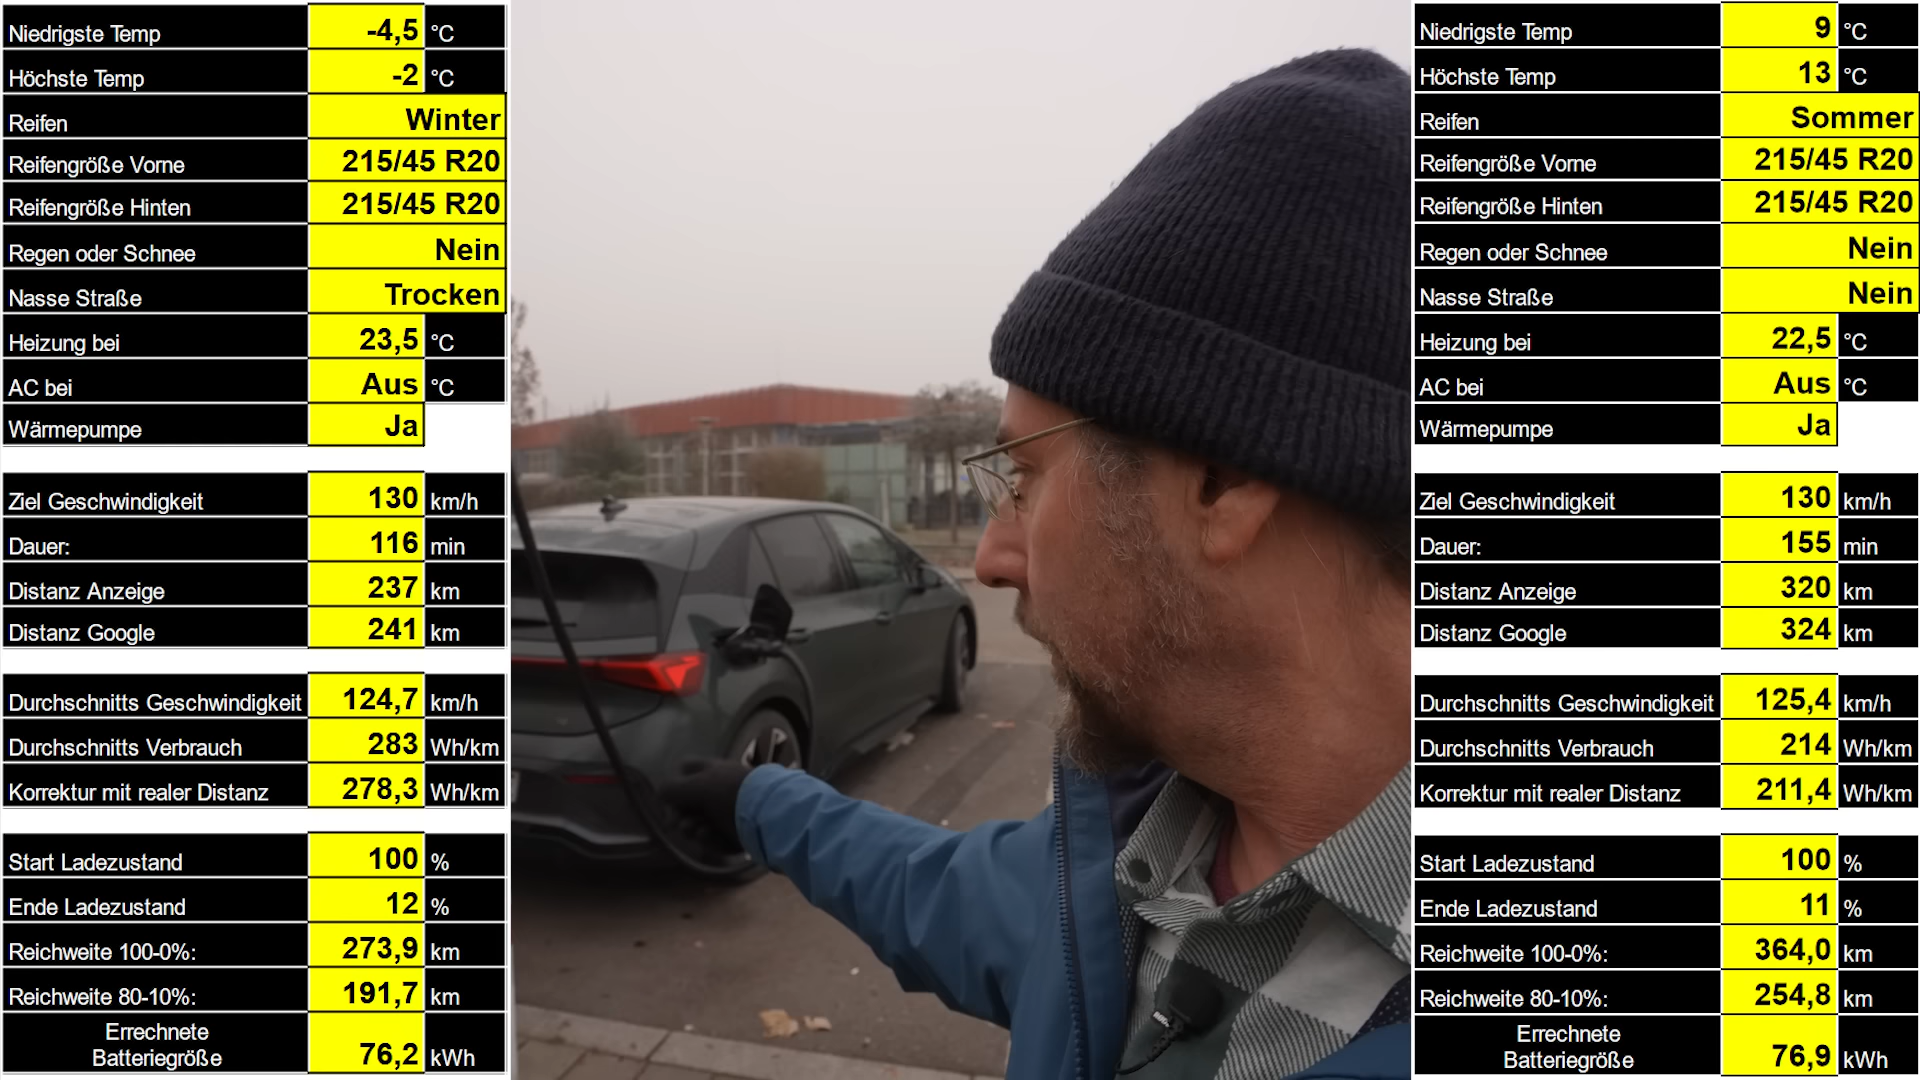 Niedrigste Temp -4,5 °C
Höchste Temp -2 °C
Reifen Winter
Reifengröße Vorne 215/45 R20
Reifengröße Hinten 215/45 R20
Regen oder Schnee Nein
Nasse Straße Trocken
Heizung bei 23,5 °C
AC bei Aus °C
Wärmepumpe Ja
Ziel Geschwindigkeit 130 km/h
Dauer: 116 min
Distanz Anzeige 237 km
Distanz Google 241 km
Durchschnitts Geschwindigkeit 124,7 km/h
Durchschnitts Verbrauch 283 Wh/km
Korrektur mit realer Distanz 278,3 Wh/km
Start Ladezustand 100 %
Ende Ladezustand 12 %
Reichweite 100-0%: 273,9 km
Reichweite 80-10%: 191,7 km
Errechnete
Batteriegröße 76,2 kWh
Niedrigste Temp 9 °C
Höchste Temp 13 °C
Reifen Sommer
Reifengröße Vorne 215/45 R20
Reifengröße Hinten 215/45 R20
Regen oder Schnee Nein
Nasse Straße Nein
Heizung bei 22,5 °C
AC bei Aus °C
Wärmepumpe Ja
Ziel Geschwindigkeit 130 km/h
Dauer: 155 min
Distanz Anzeige 320 km
Distanz Google 324 km
Durchschnitts Geschwindigkeit 125,4 km/h
Durchschnitts Verbrauch 214 Wh/km
Korrektur mit realer Distanz 211,4 Wh/km
Start Ladezustand 100 %
Ende Ladezustand 11 %
Reichweite 100-0%: 364,0 km
Reichweite 80-10%: 254,8 km
Errechnete
Batteriegröße 76,9 kWh